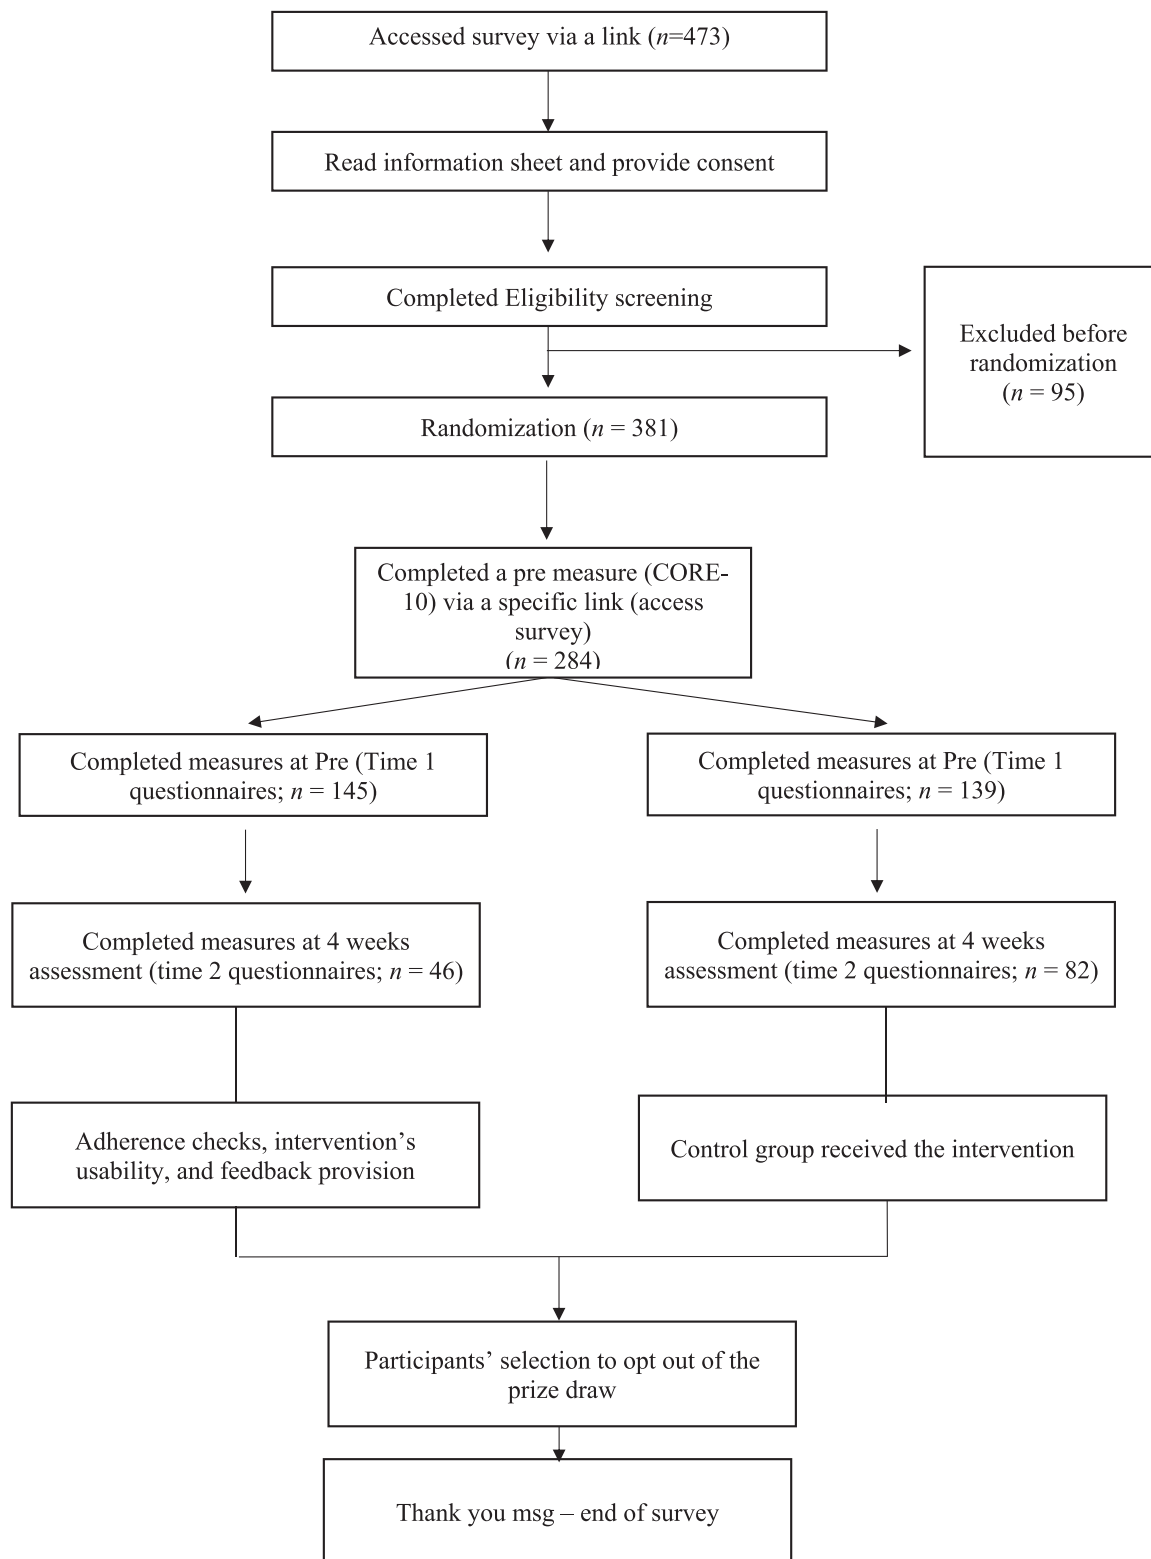 Accessed survey via a link (n=473)
Read information sheet and provide consent
Completed Eligibility screening
Excluded before
randomization
(n = 95)
Randomization (n = 381)
Completed a pre measure (CORE-
10) via a specific link (access
survey)
(n = 284)
Completed measures at Pre (Time 1
questionnaires; n = 145)
Completed measures at Pre (Time 1
questionnaires; n = 139)
Completed measures at 4 weeks
assessment (time 2 questionnaires; n = 46)
Completed measures at 4 weeks
assessment (time 2 questionnaires; n = 82)
Adherence checks, intervention’s
usability, and feedback provision
Control group received the intervention
Participants’ selection to opt out of the
prize draw
Thank you msg – end of survey